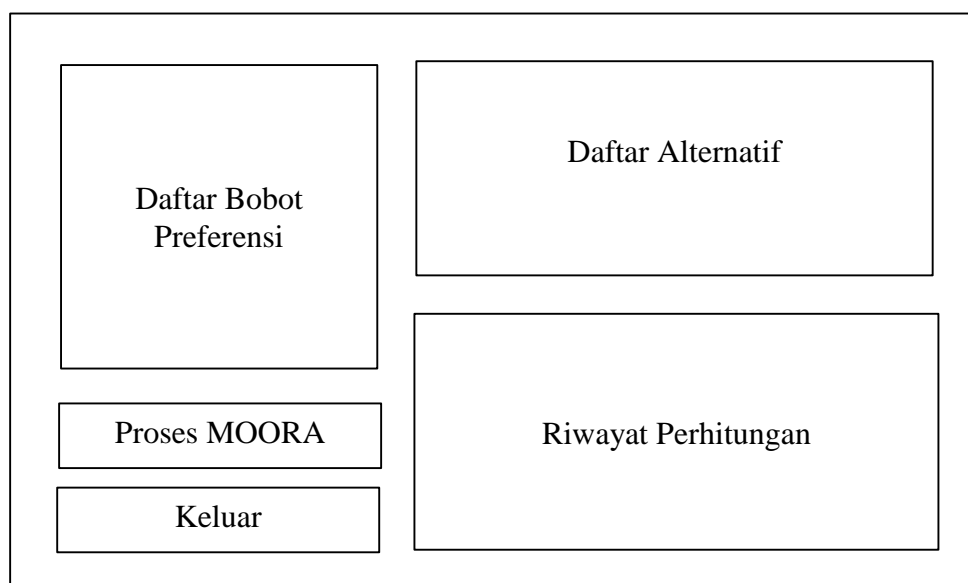 Daftar Bobot
Preferensi
Proses MOORA
Keluar
Daftar Alternatif
Riwayat Perhitungan